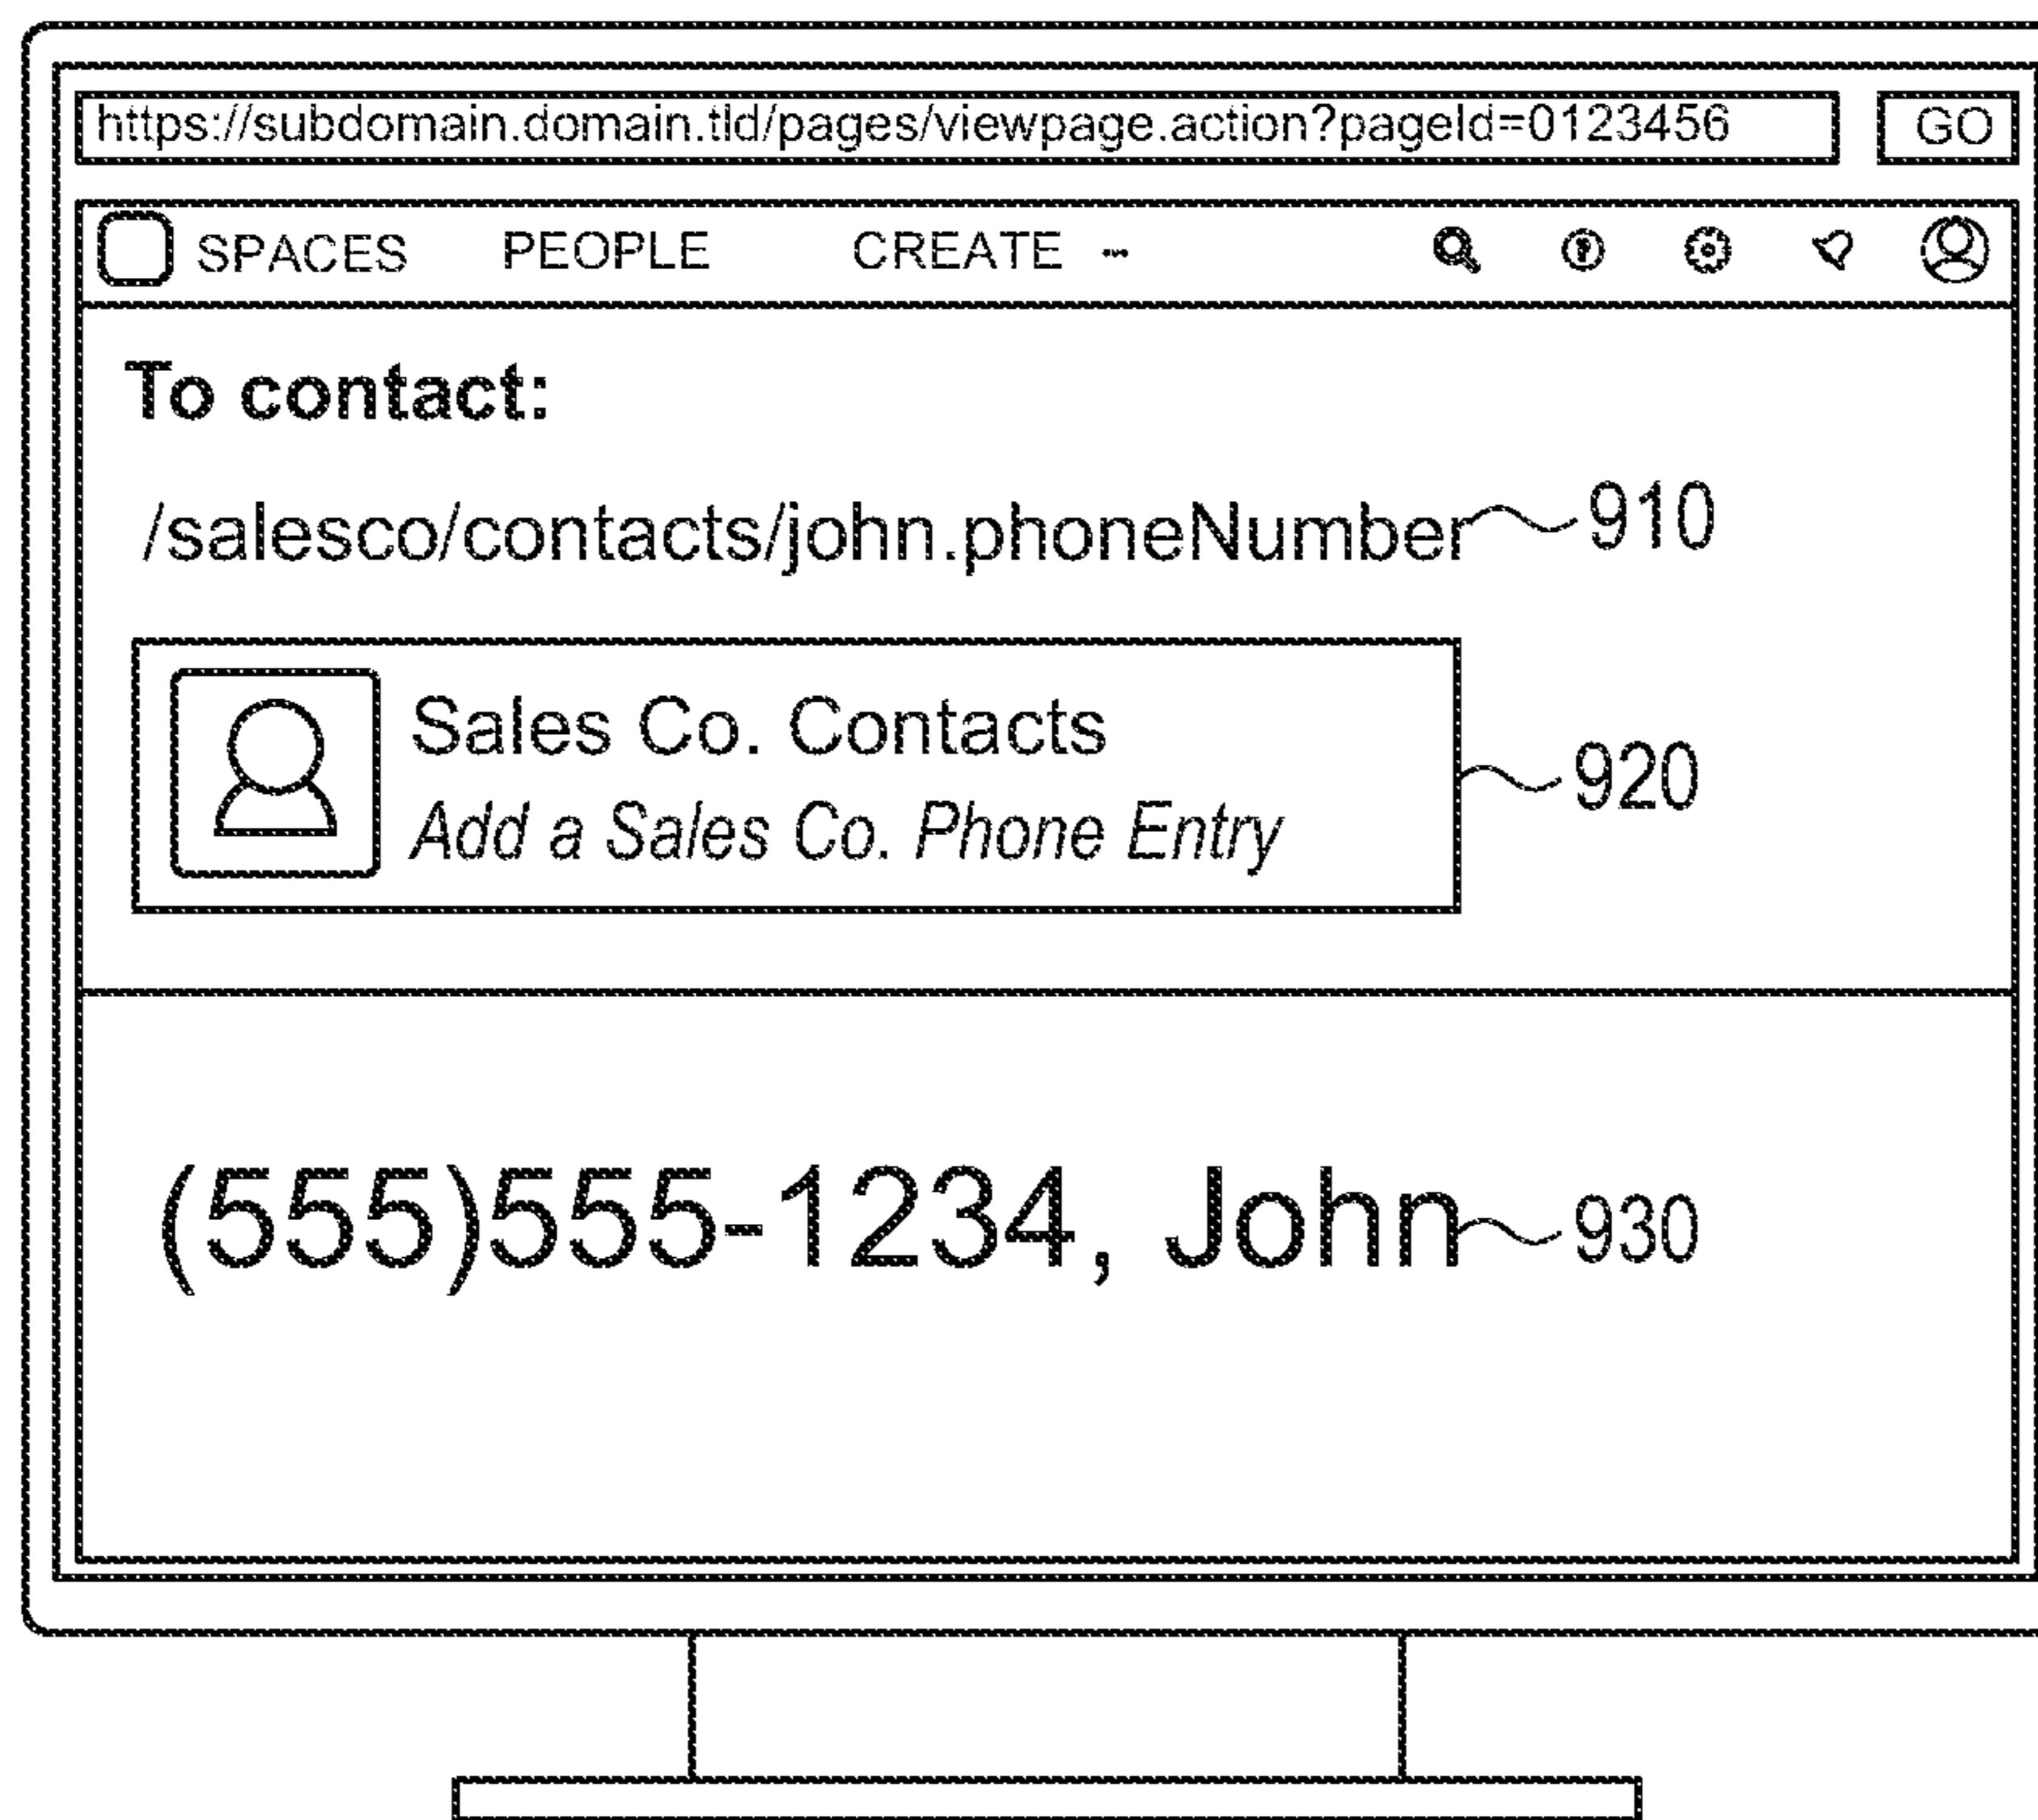 https://subdomain.domain.tld/pages/viewpage.action?pageId=0123456 GO
SPACES PEOPLE CREATE ···
To contact:
/salesco/contacts/john.phoneNumber 910
Sales Co. Contacts
Add a Sales Co. Phone Entry
920
(555)555-1234, John 930